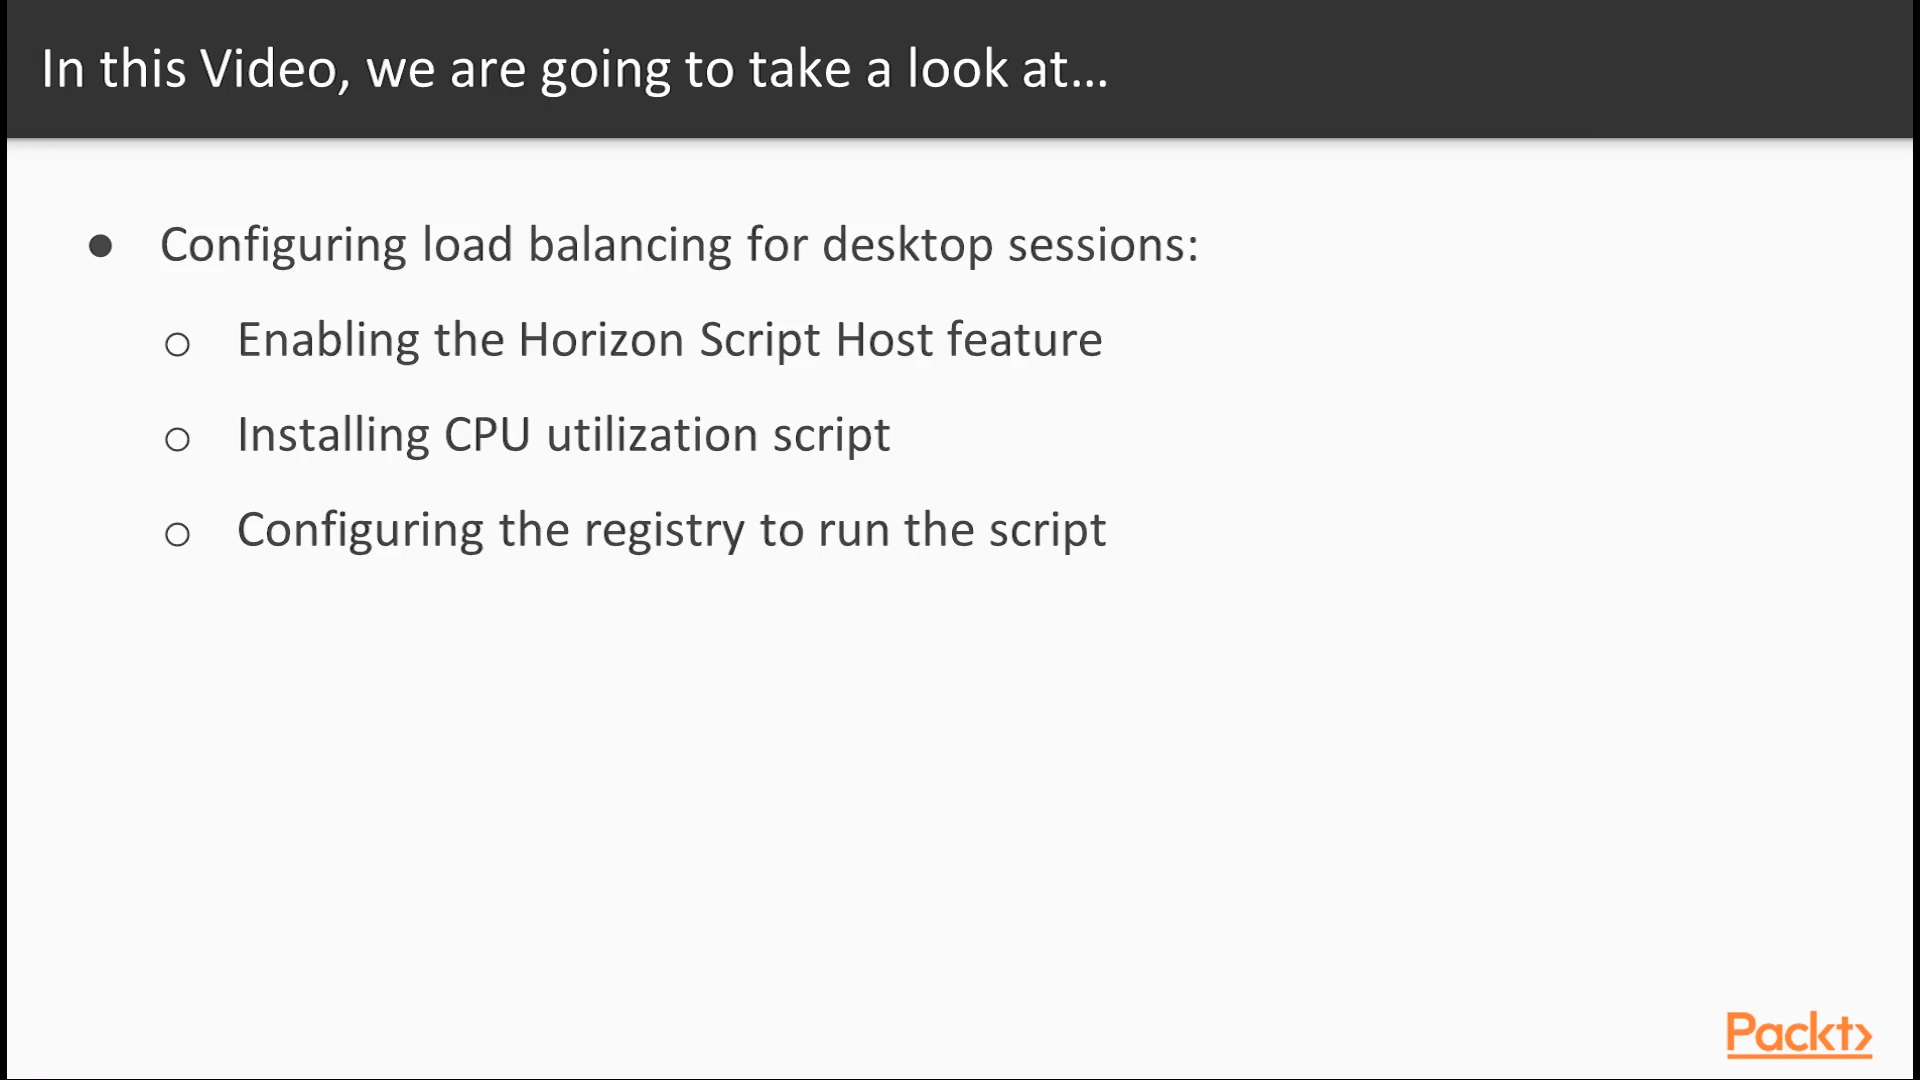 In this Video, we are going to take a look at...
● Configuring load balancing for desktop sessions:
○ Enabling the Horizon Script Host feature
○ Installing CPU utilization script
○ Configuring the registry to run the script
Packt>